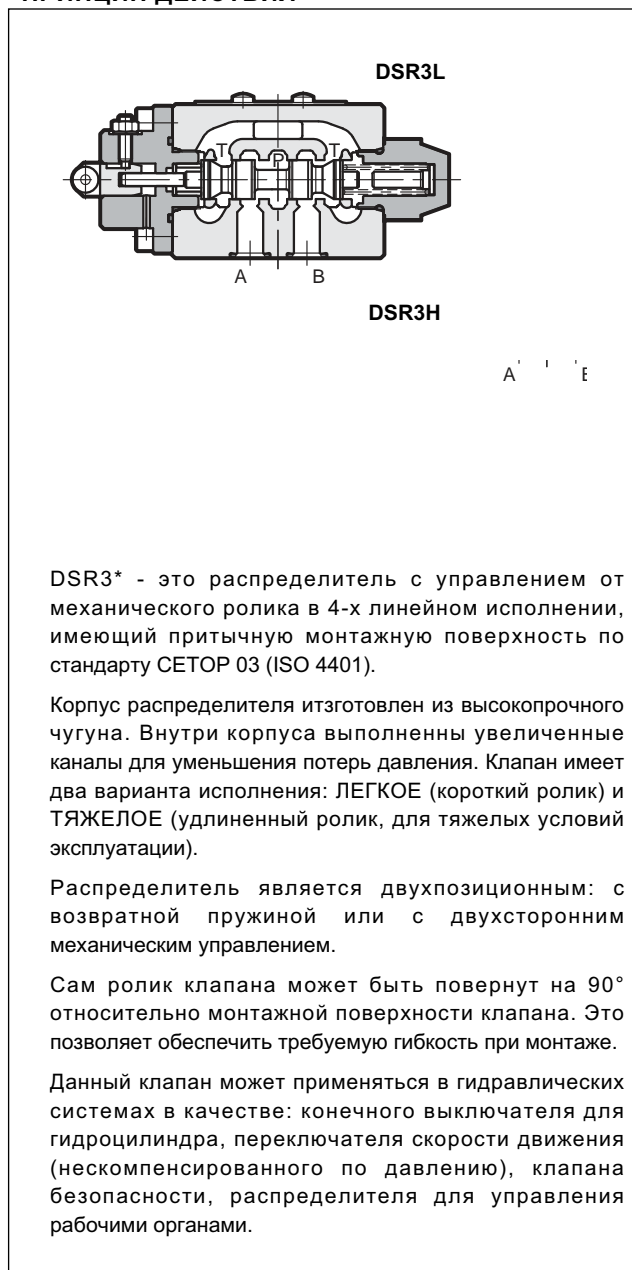 DSR3L
T
P
T
A
B
DSR3H
A
DSR3* - это распределитель с управлением от
механического ролика в 4-х линейном исполнении,
имеющий притычную монтажную поверхность по
стандарту CETOP 03 (ISO 4401).
Корпус распределителя итзготовлен из высокопрочного
чугуна. Внутри корпуса выполненны увеличенные
каналы для уменьшения потерь давления. Клапан имеет
два варианта исполнения: ЛЕГКОЕ (короткий ролик) и
ТЯЖЕЛОЕ (удлиненный ролик, для тяжелых условий
эксплуатации).
Распределитель является двухпозиционным: с
возвратной пружиной или с двухсторонним
механическим управлением.
Сам ролик клапана может быть повернут на 90°
относительно монтажной поверхности клапана. Это
позволяет обеспечить требуемую гибкость при монтаже.
Данный клапан может применяться в гидравлических
системах в качестве: конечного выключателя для
гидроцилиндра, переключателя скорости движения
(нескомпенсированного по давлению), клапана
безопасности, распределителя для управления
рабочими органами.